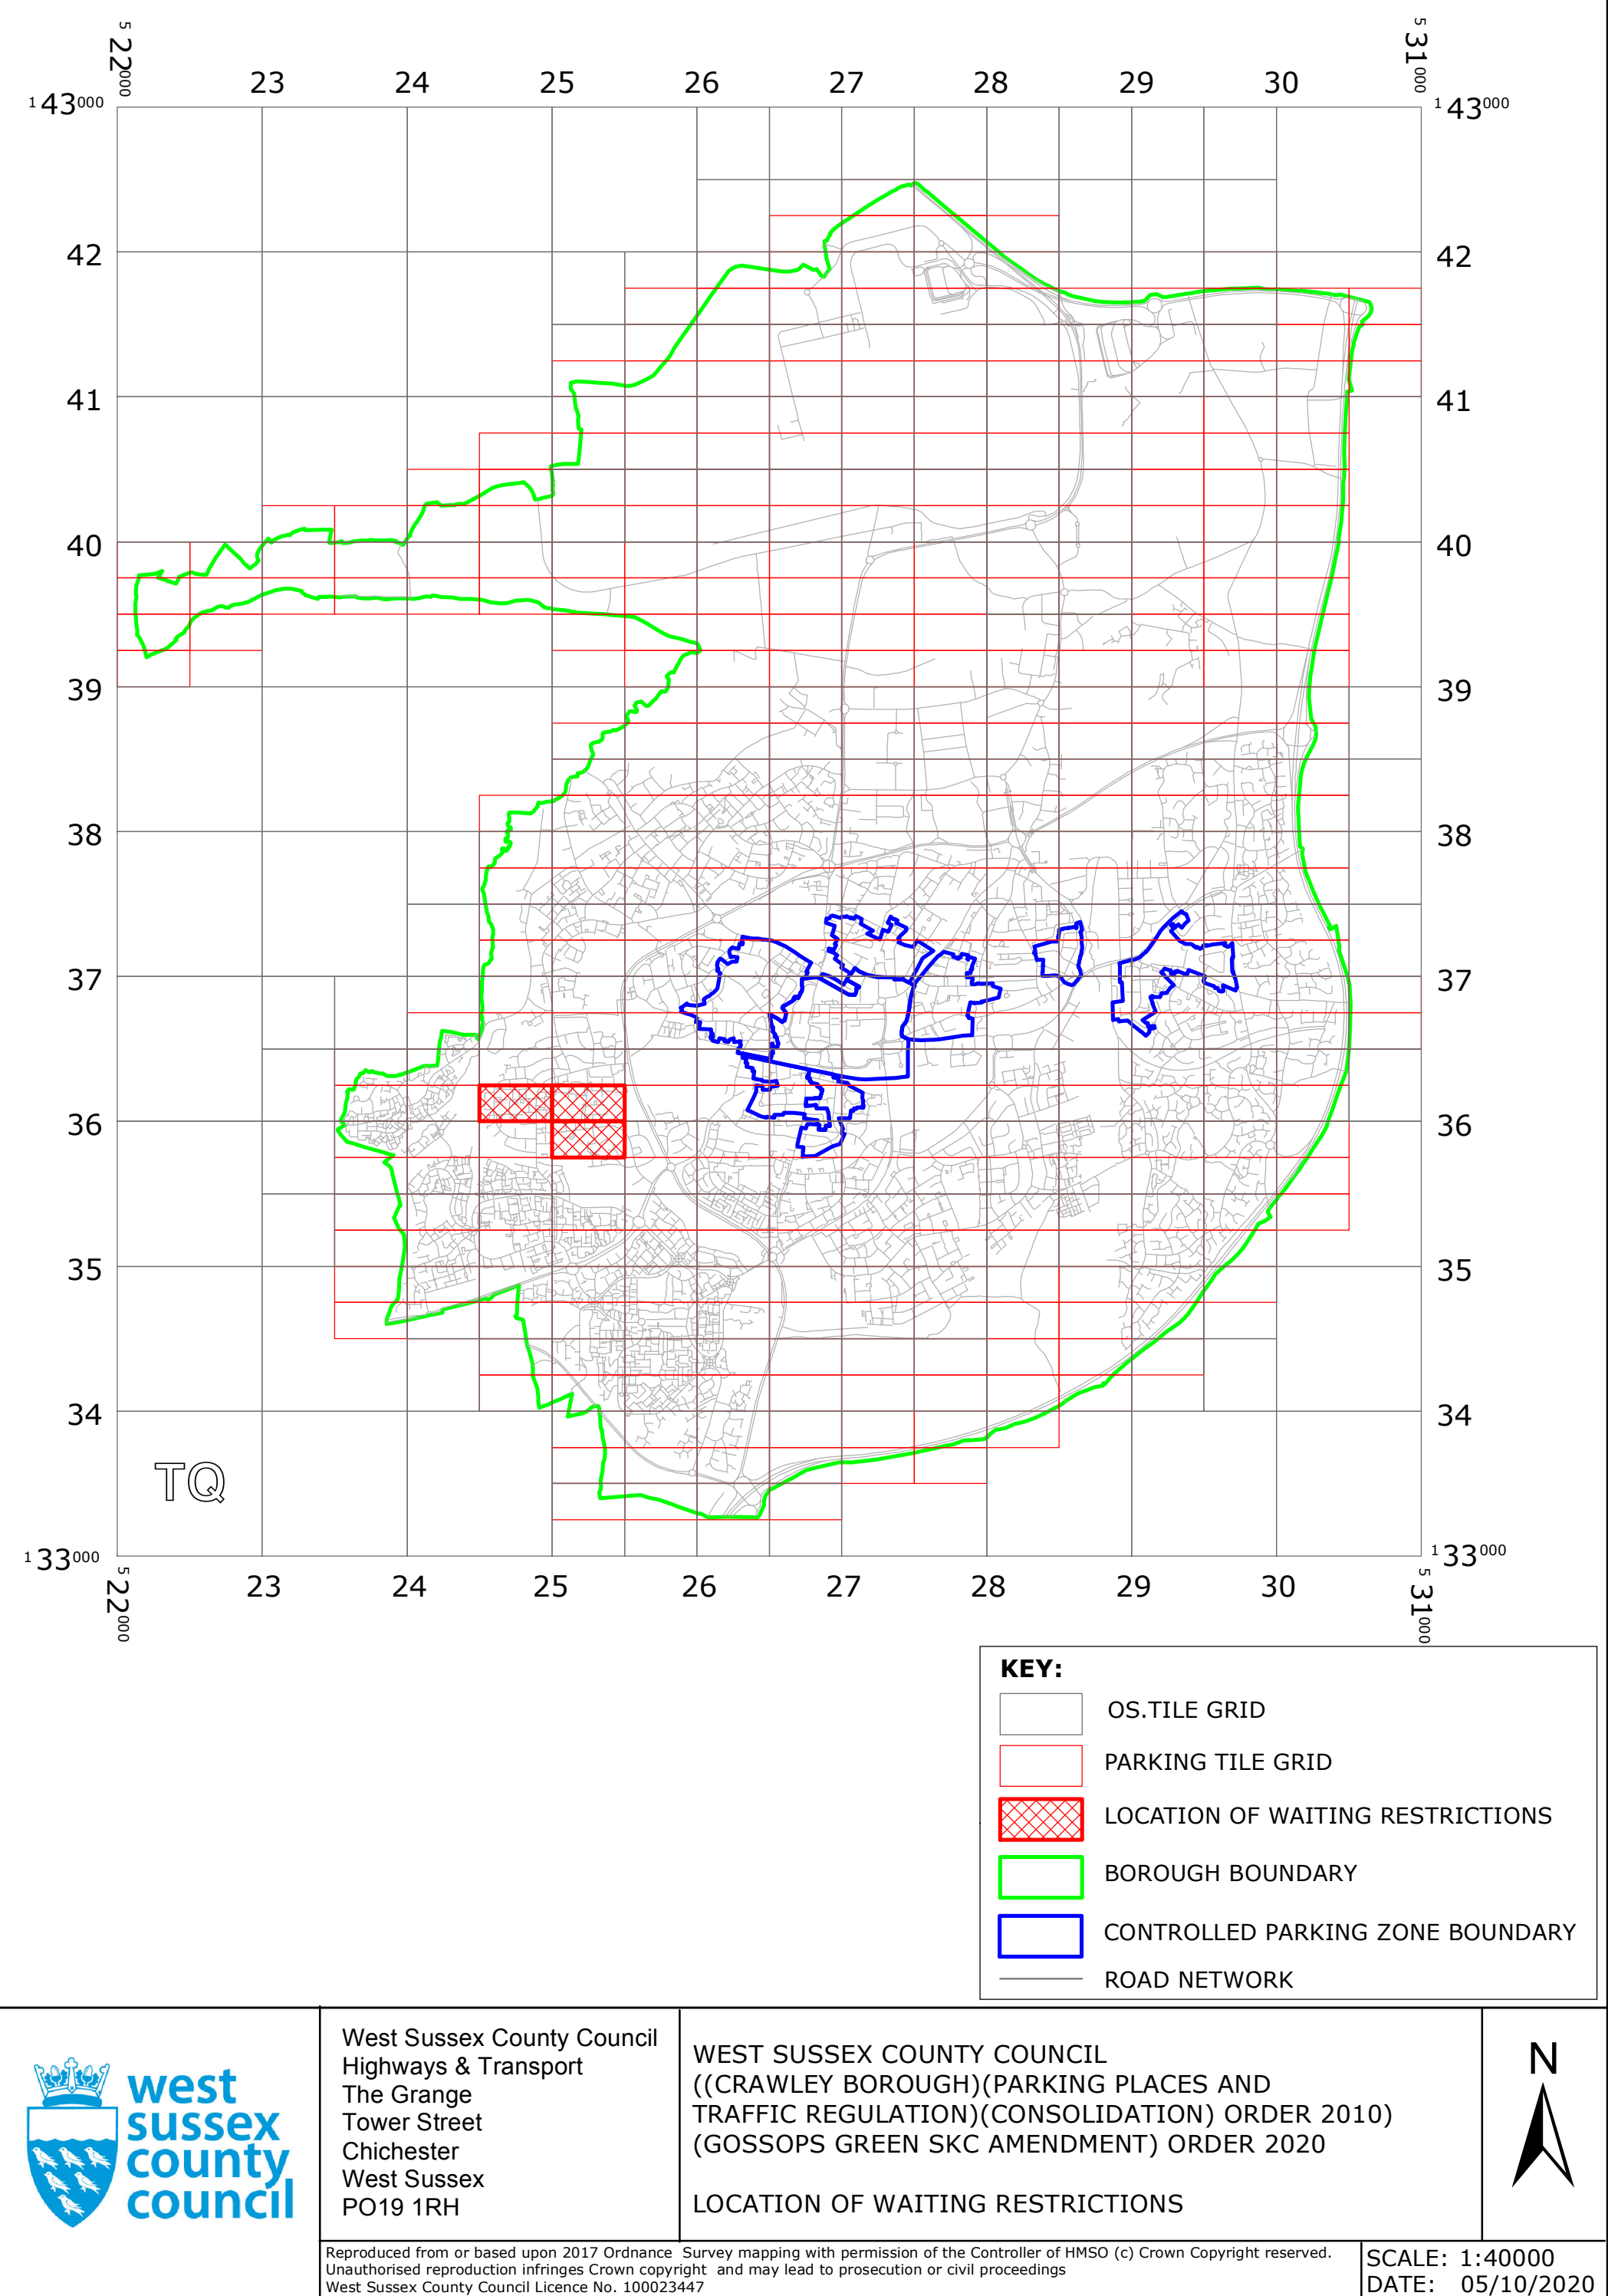 5 22000 23 24 25 26 27 28 29 30 5 31000
1 43000 1 43000
42 42
41 41
40 40
39 39
38 38
37 37
36 36
35 35
34 34
TQ
1 33000 1 33000
5 22000 23 24 25 26 27 28 29 30 5 31000
KEY:
OS.TILE GRID
PARKING TILE GRID
LOCATION OF WAITING RESTRICTIONS
BOROUGH BOUNDARY
CONTROLLED PARKING ZONE BOUNDARY
ROAD NETWORK
west
sussex
county
council
West Sussex County Council
Highways & Transport
The Grange
Tower Street
Chichester
West Sussex
PO19 1RH
WEST SUSSEX COUNTY COUNCIL
((CRAWLEY BOROUGH)(PARKING PLACES AND
TRAFFIC REGULATION)(CONSOLIDATION) ORDER 2010)
(GOSSOPS GREEN SKC AMENDMENT) ORDER 2020
LOCATION OF WAITING RESTRICTIONS
N
Reproduced from or based upon 2017 Ordnance Survey mapping with permission of the Controller of HMSO (c) Crown Copyright reserved.
Unauthorised reproduction infringes Crown copyright and may lead to prosecution or civil proceedings
West Sussex County Council Licence No. 100023447
SCALE: 1:40000
DATE: 05/10/2020